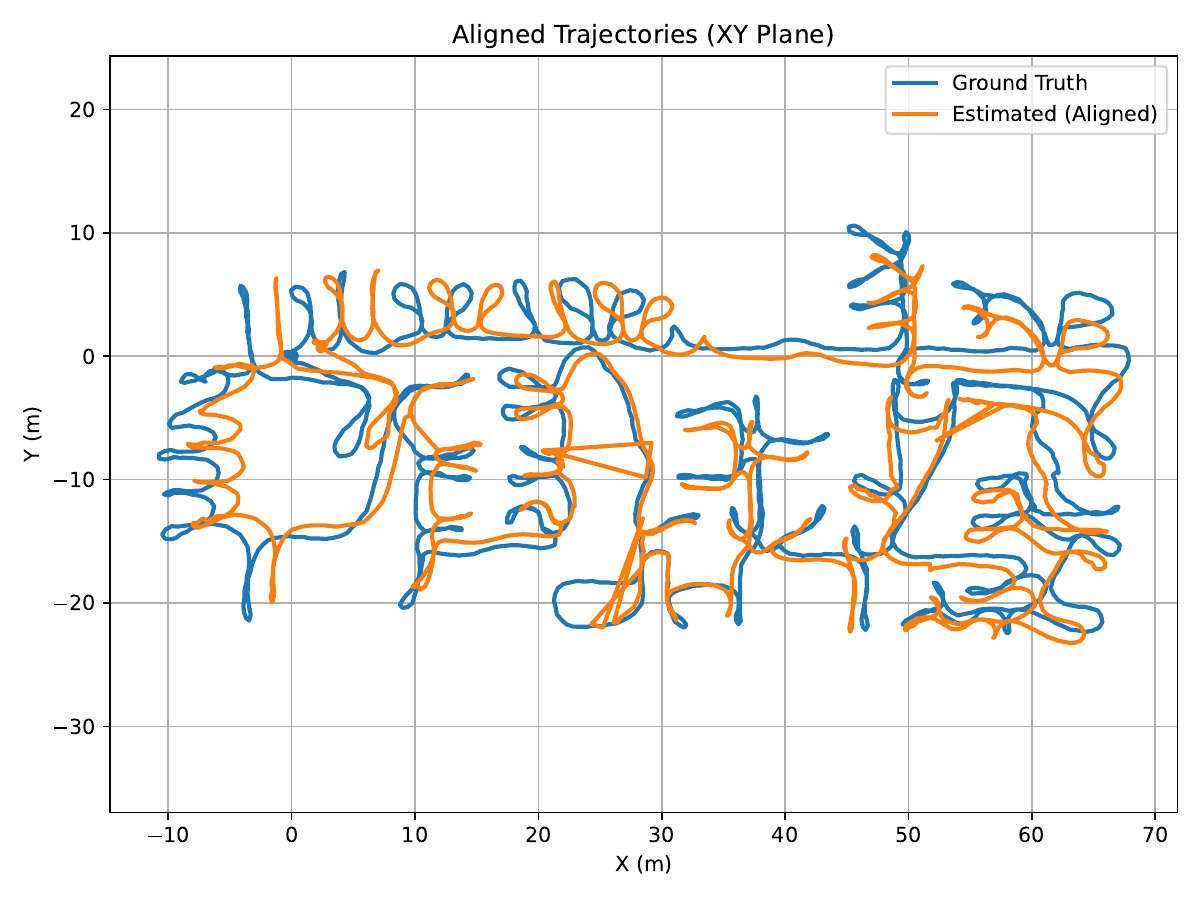 Aligned Trajectories (XY Plane)
Ground Truth
Estimated (Aligned)
20
10
0
−10
−20
−30
Y (m)
−10 0 10 20 30 40 50 60 70
X (m)